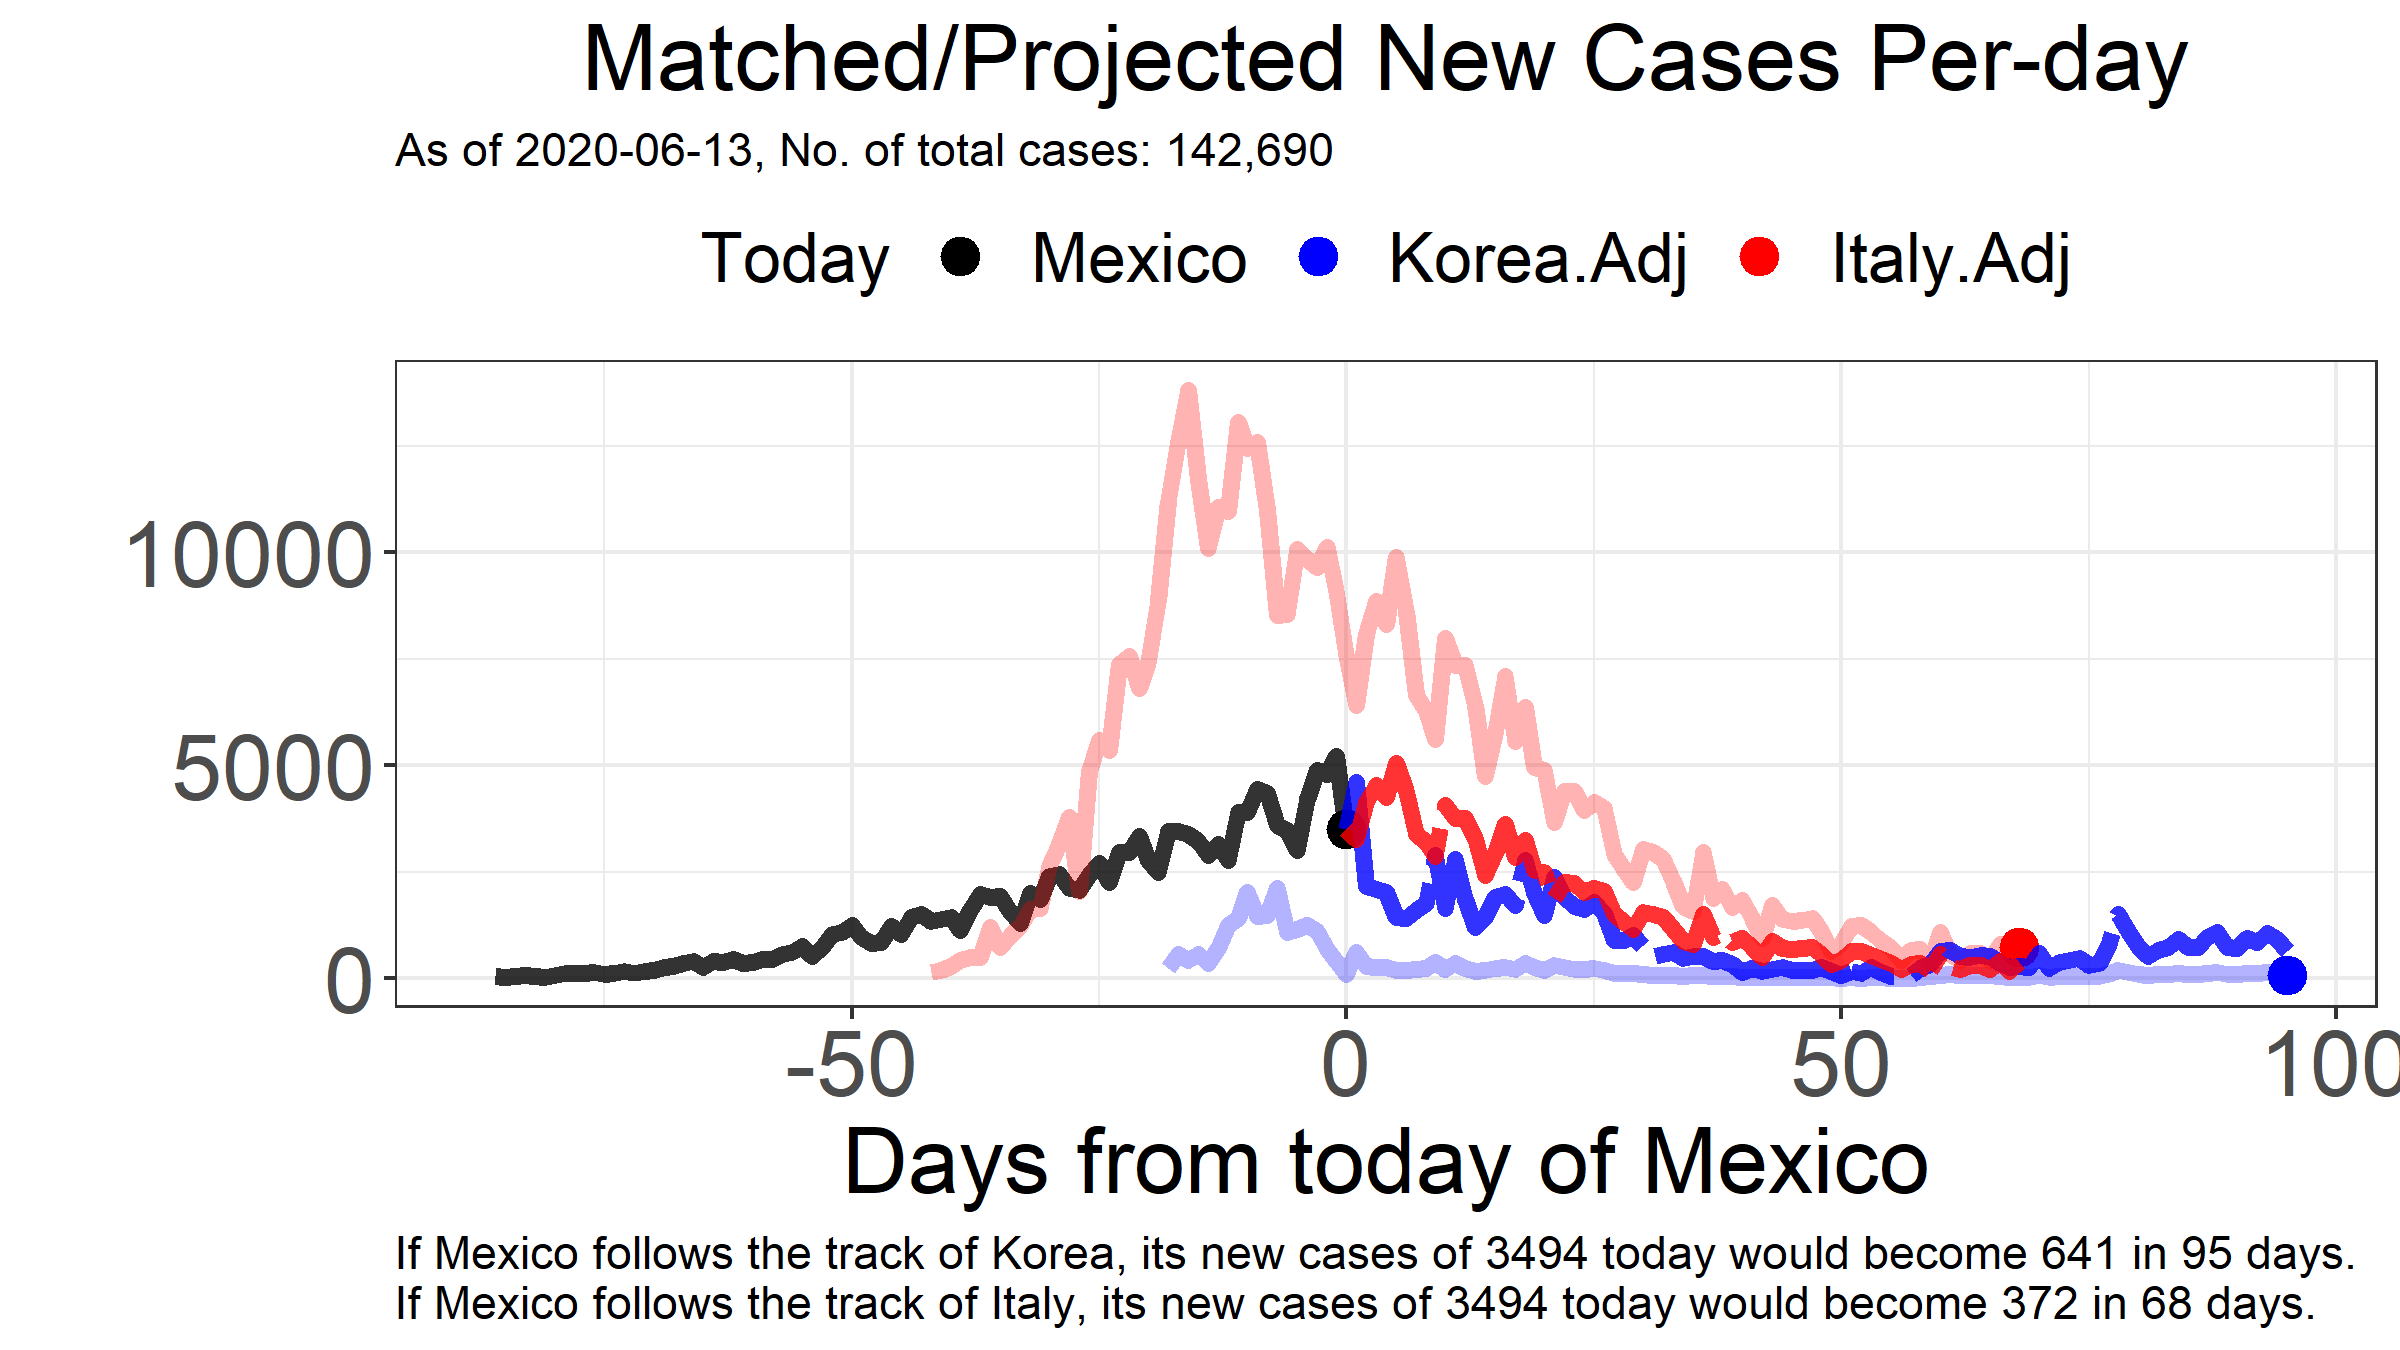 Matched/Projected New Cases Per-day
As of 2020-06-13, No. of total cases: 142,690
Today Mexico Korea.Adj Italy.Adj
10000
5000
0
-50 0 50 100
Days from today of Mexico
If Mexico follows the track of Korea, its new cases of 3494 today would become 641 in 95 days.
If Mexico follows the track of Italy, its new cases of 3494 today would become 372 in 68 days.